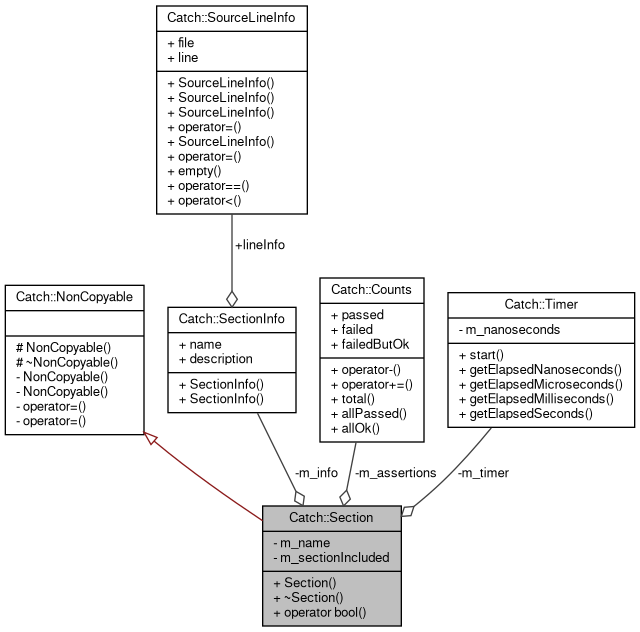 Catch::SourceLineInfo
+ file
+ line
+ SourceLineInfo()
+ SourceLineInfo()
+ SourceLineInfo()
+ operator=()
+ SourceLineInfo()
+ operator=()
+ empty()
+ operator==()
+ operator<()
+lineInfo
Catch::NonCopyable
# NonCopyable()
# ~NonCopyable()
- NonCopyable()
- NonCopyable()
- operator=()
- operator=()
Catch::SectionInfo
+ name
+ description
+ SectionInfo()
+ SectionInfo()
Catch::Counts
+ passed
+ failed
+ failedButOk
+ operator-()
+ operator+=()
+ total()
+ allPassed()
+ allOk()
Catch::Timer
- m_nanoseconds
+ start()
+ getElapsedNanoseconds()
+ getElapsedMicroseconds()
+ getElapsedMilliseconds()
+ getElapsedSeconds()
-m_info
-m_assertions
-m_timer
Catch::Section
- m_name
- m_sectionIncluded
+ Section()
+ ~Section()
+ operator bool()